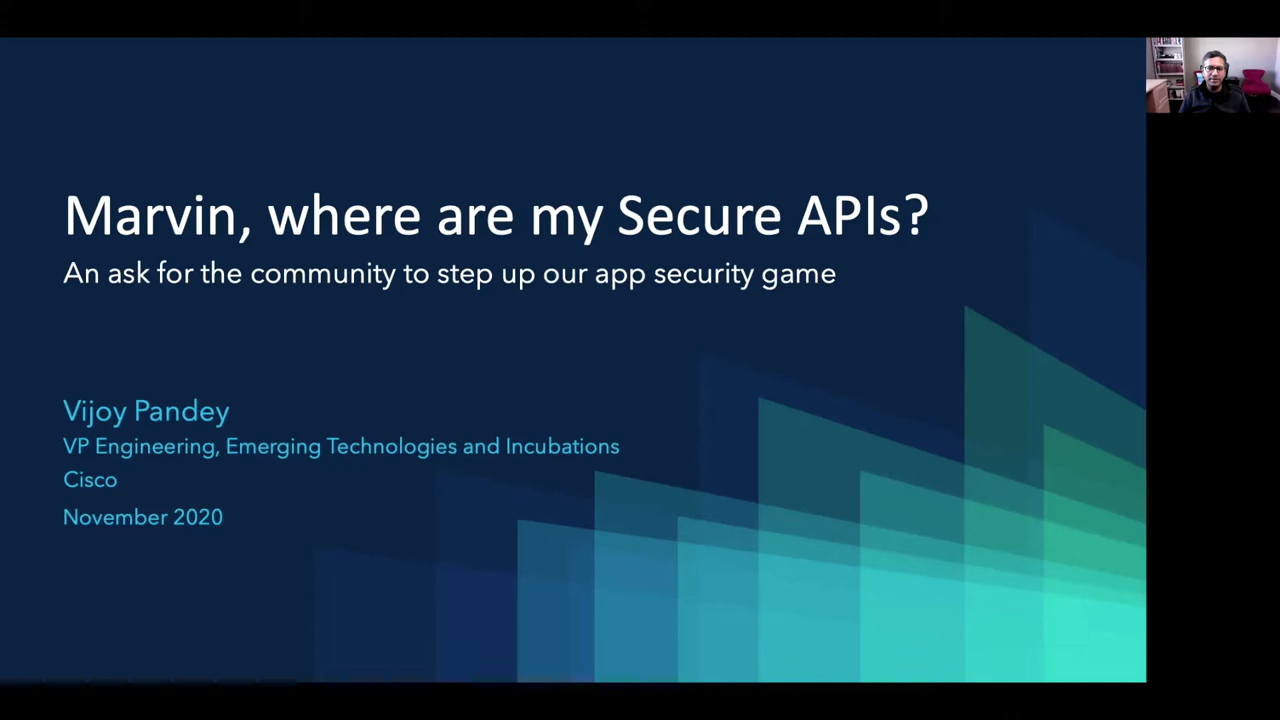 Marvin, where are my Secure APIs?
An ask for the community to step up our app security game
Vijoy Pandey
VP Engineering, Emerging Technologies and Incubations
Cisco
November 2020